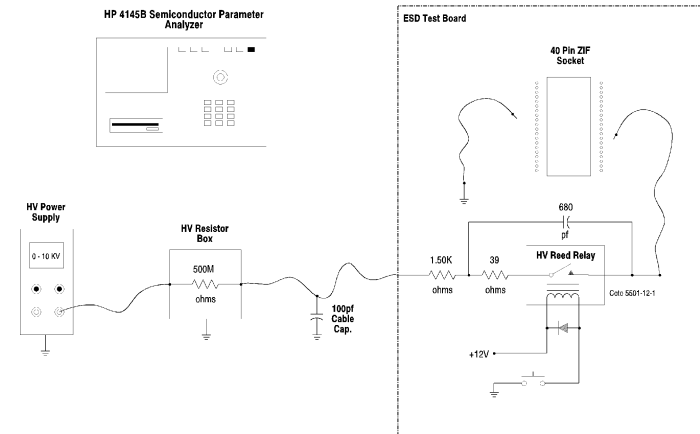 HP 4145B Semiconductor Parameter
Analyzer
ESD Test Board
40 Pin ZIF
Socket
HV Power
Supply
0 - 10 KV
HV Resistor
Box
500M
ohms
100pf
Cable
Cap.
1.50K
ohms
39
ohms
680
pf
HV Reed Relay
Coto 5501-12-1
+12V